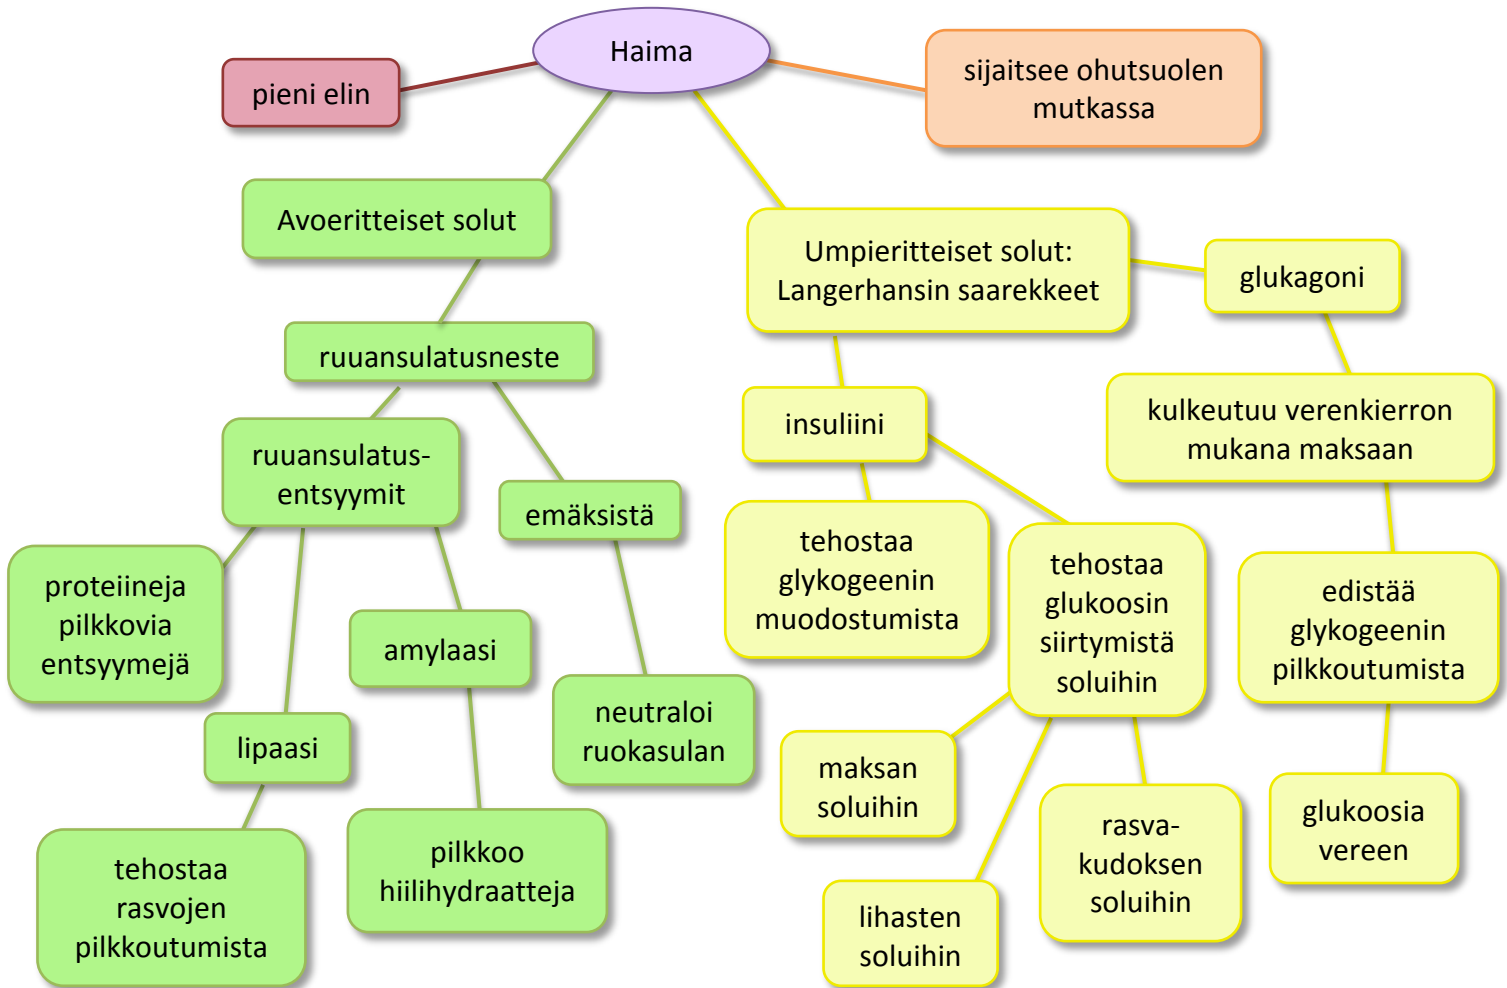 Haima
pieni elin
sijaitsee ohutsuolen
mutkassa
Avoeritteiset solut
ruuansulatusneste
ruuansulatus-
entsyymit
emäksistä
proteiineja
pilkkovia
entsyymejä
amylaasi
neutraloi
ruokasulan
lipaasi
tehostaa
rasvojen
pilkkoutumista
pilkkoo
hiilihydraatteja
Umpieritteiset solut:
Langerhansin saarekkeet
glukagoni
insuliini
kulkeutuu verenkierron
mukana maksaan
tehostaa
glykogeenin
muodostumista
tehostaa
glukoosin
siirtymistä
soluihin
edistää
glykogeenin
pilkkoutumista
maksan
soluihin
lihasten
soluihin
rasva-
kudoksen
soluihin
glukoosia
vereen